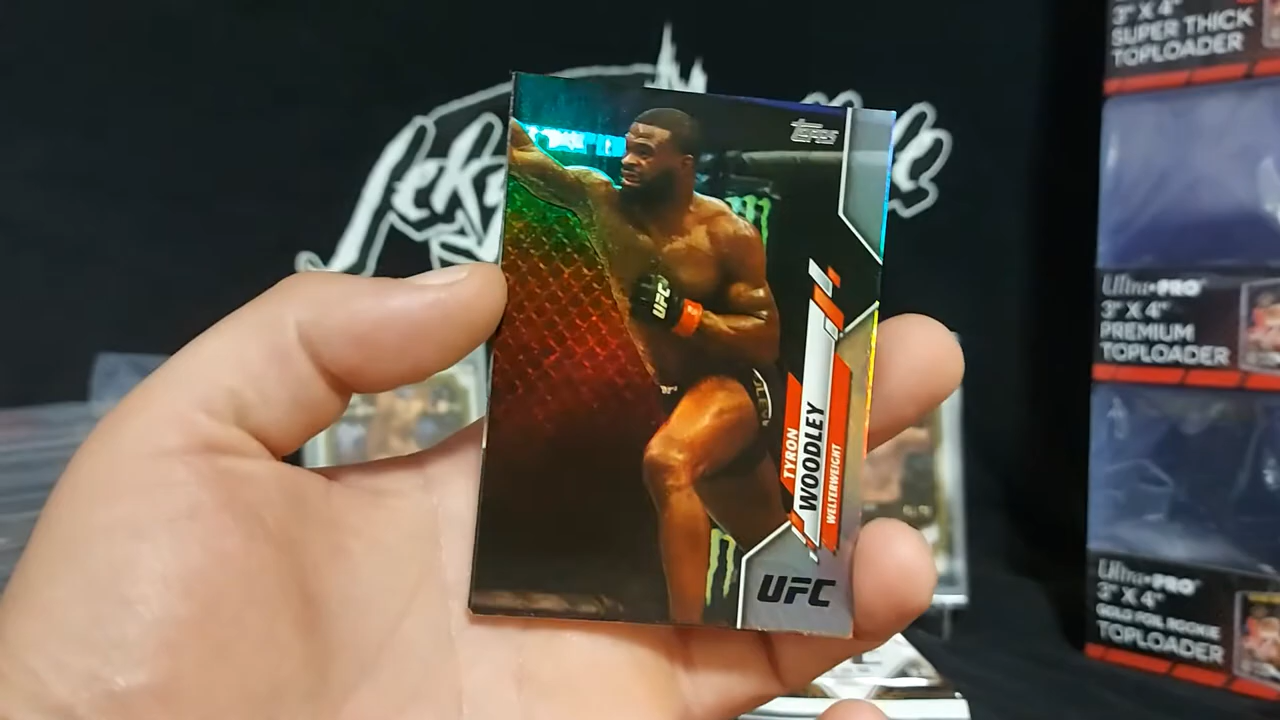 TOPPS
UFC
TYRON
WOODLEY
WELTERWEIGHT
UFC
3" X 4"
SUPER THICK
TOPLOADER
Ultra•PRO
3" X 4"
PREMIUM
TOPLOADER
Ultra•PRO
3" X 4"
GOLD FOIL ROOKIE
TOPLOADER